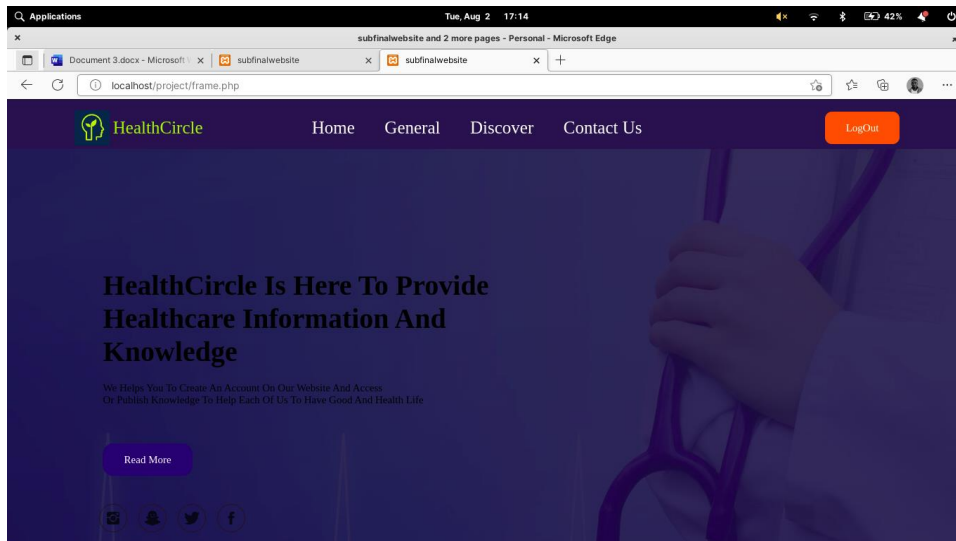 Applications
Tue, Aug 2 17:14
42%
subfinalwebsite and 2 more pages - Personal - Microsoft Edge
Document 3.docx - Microsoft
subfinalwebsite
subfinalwebsite
localhost/project/frame.php
HealthCircle
Home
General
Discover
Contact Us
LogOut
HealthCircle Is Here To Provide
Healthcare Information And
Knowledge
We Helps You To Create An Account On Our Website And Access
Or Publish Knowledge To Help Each Of Us To Have Good And Health Life
Read More